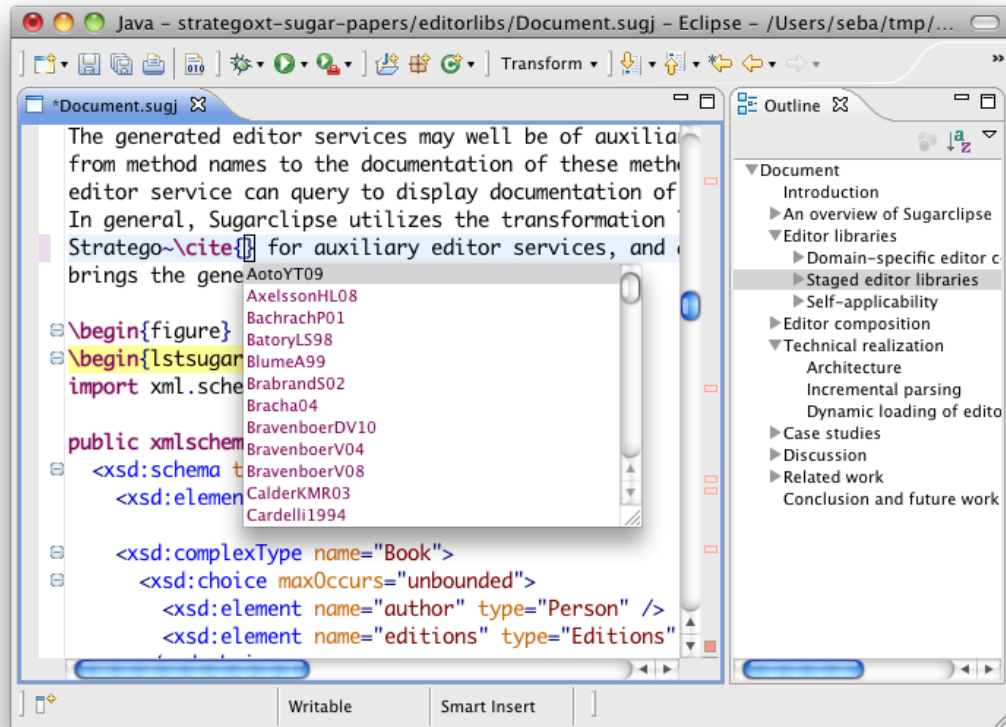 Java – strategoxt-sugar-papers/editorlibs/Document.sugj – Eclipse – /Users/seba/tmp/...
010
Transform
»
*Document.sugj
The generated editor services may well be of auxilia
from method names to the documentation of these meth
editor service can query to display documentation of
In general, Sugarclipse utilizes the transformation
Stratego~\cite{} for auxiliary editor services, and
brings the gene
\begin{figure}
\begin{lstsugar
import xml.sche
public xmlschem
<xsd:schema t
<xsd:elemen
<xsd:complexType name="Book">
<xsd:choice maxOccurs="unbounded">
<xsd:element name="author" type="Person" />
<xsd:element name="editions" type="Editions"
AotoYT09
AxelssonHL08
BachrachP01
BatoryLS98
BlumeA99
BrabrandS02
Bracha04
BravenboerDV10
BravenboerV04
BravenboerV08
CalderKMR03
Cardelli1994
Outline
a
z
Document
Introduction
An overview of Sugarclipse
Editor libraries
Domain-specific editor c
Staged editor libraries
Self-applicability
Editor composition
Technical realization
Architecture
Incremental parsing
Dynamic loading of edito
Case studies
Discussion
Related work
Conclusion and future work
Writable
Smart Insert